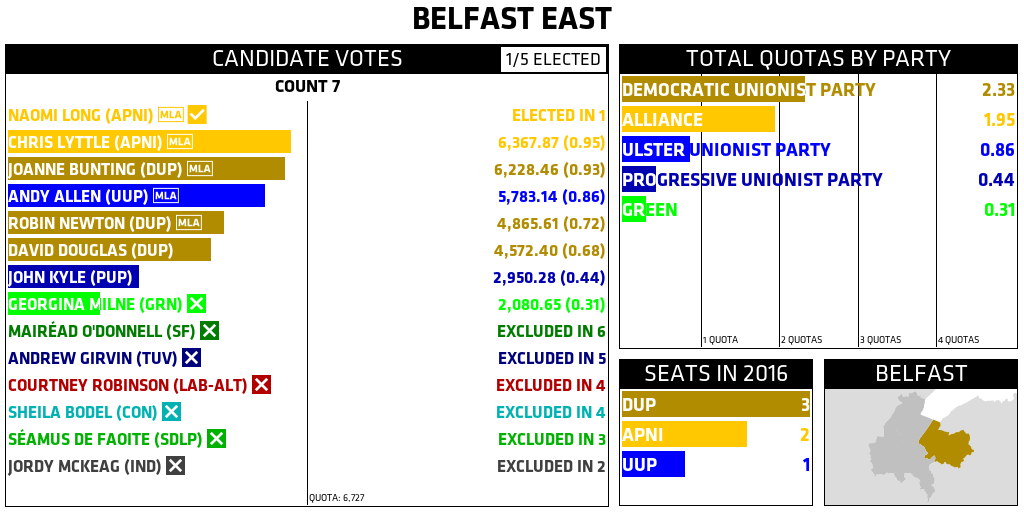 BELFAST EAST
CANDIDATE VOTES
1/5 ELECTED
COUNT 7
NAOMI LONG (APNI) MLA ELECTED IN 1
CHRIS LYTTLE (APNI) MLA 6,367.87 (0.95)
JOANNE BUNTING (DUP) MLA 6,228.46 (0.93)
ANDY ALLEN (UUP) MLA 5,783.14 (0.86)
ROBIN NEWTON (DUP) MLA 4,865.61 (0.72)
DAVID DOUGLAS (DUP) 4,572.40 (0.68)
JOHN KYLE (PUP) 2,950.28 (0.44)
GEORGINA MILNE (GRN) 2,080.65 (0.31)
MAIRÉAD O'DONNELL (SF) EXCLUDED IN 6
ANDREW GIRVIN (TUV) EXCLUDED IN 5
COURTNEY ROBINSON (LAB-ALT) EXCLUDED IN 4
SHEILA BODEL (CON) EXCLUDED IN 4
SÉAMUS DE FAOITE (SDLP) EXCLUDED IN 3
JORDY MCKEAG (IND) EXCLUDED IN 2
QUOTA: 6,727
TOTAL QUOTAS BY PARTY
DEMOCRATIC UNIONIST PARTY 2.33
ALLIANCE 1.95
ULSTER UNIONIST PARTY 0.86
PROGRESSIVE UNIONIST PARTY 0.44
GREEN 0.31
1 QUOTA 2 QUOTAS 3 QUOTAS 4 QUOTAS
SEATS IN 2016
DUP 3
APNI 2
UUP 1
BELFAST